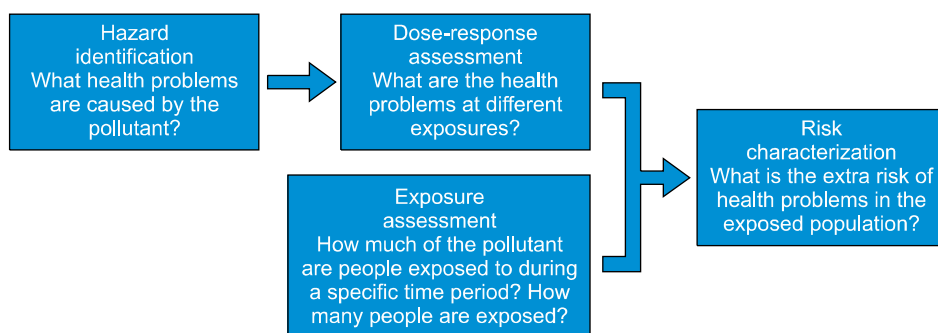 Hazard
identification
What health problems
are caused by the
pollutant?
Dose-response
assessment
What are the health
problems at different
exposures?
Exposure
assessment
How much of the pollutant
are people exposed to during
a specific time period? How
many people are exposed?
Risk
characterization
What is the extra risk of
health problems in the
exposed population?